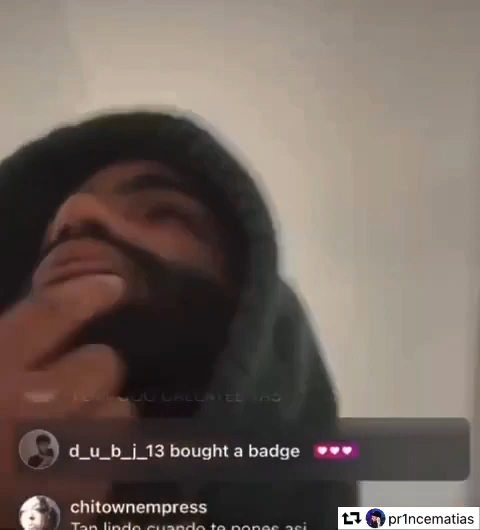 d_u_b_j_13 bought a badge
chitownempress
Tan lindo cuando te pones asi
pr1ncematias